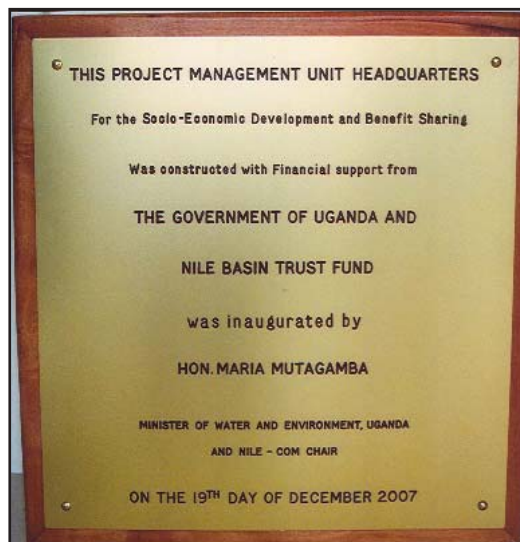 THIS PROJECT MANAGEMENT UNIT HEADQUARTERS
For the Socio-Economic Development and Benefit Sharing
Was constructed with Financial support from
THE GOVERNMENT OF UGANDA AND
NILE BASIN TRUST FUND
was inaugurated by
HON. MARIA MUTAGAMBA
MINISTER OF WATER AND ENVIRONMENT, UGANDA
AND NILE - COM CHAIR
ON THE 19TH DAY OF DECEMBER 2007